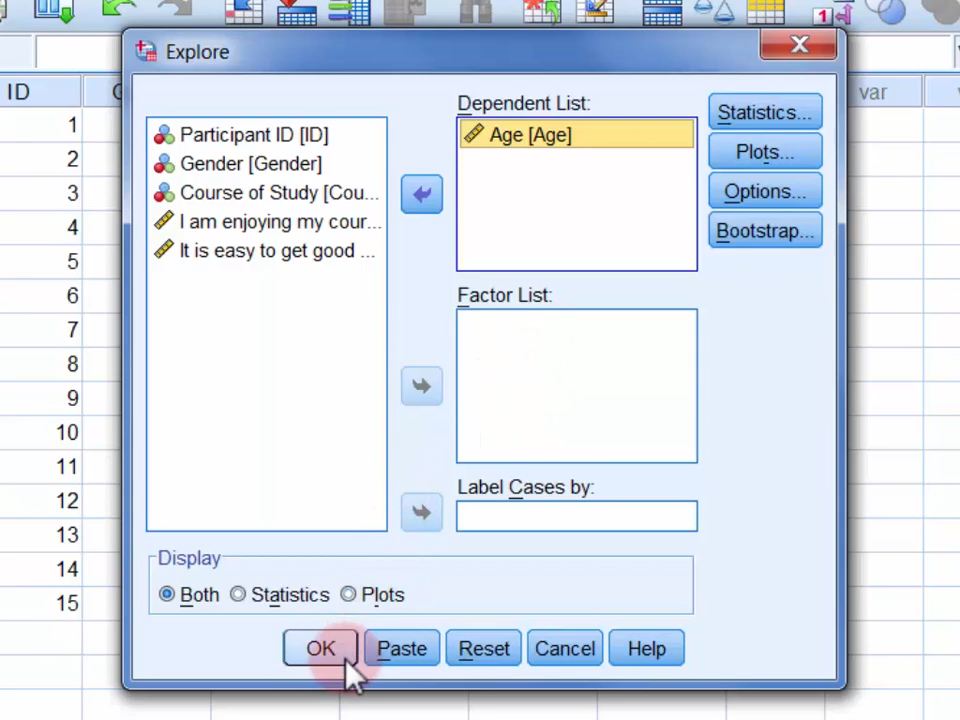 1
Explore
ID
G
var
v
1
2
3
4
5
6
7
8
9
10
11
12
13
14
15
Participant ID [ID]
Gender [Gender]
Course of Study [Cou...
I am enjoying my cour...
It is easy to get good ...
Dependent List:
Age [Age]
Factor List:
Label Cases by:
Statistics...
Plots...
Options...
Bootstrap...
Display
Both Statistics Plots
OK Paste Reset Cancel Help